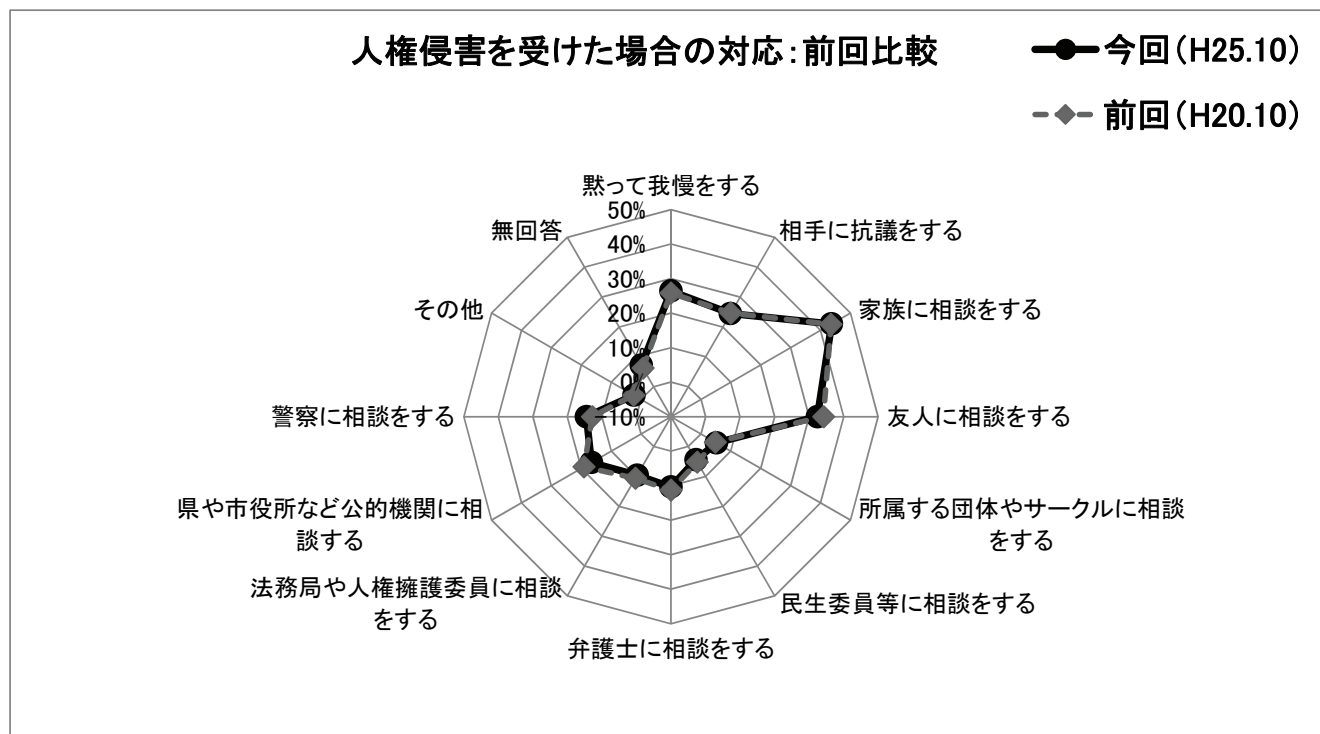 人権侵害を受けた場合の対応：前回比較
今回（H25.10）
前回（H20.10）
黙って我慢をする
相手に抗議をする
家族に相談をする
友人に相談をする
所属する団体やサークルに相談
をする
民生委員等に相談をする
弁護士に相談をする
法務局や人権擁護委員に相談
をする
県や市役所など公的機関に相
談する
警察に相談をする
その他
無回答
50%
40%
30%
20%
10%
0%
-10%